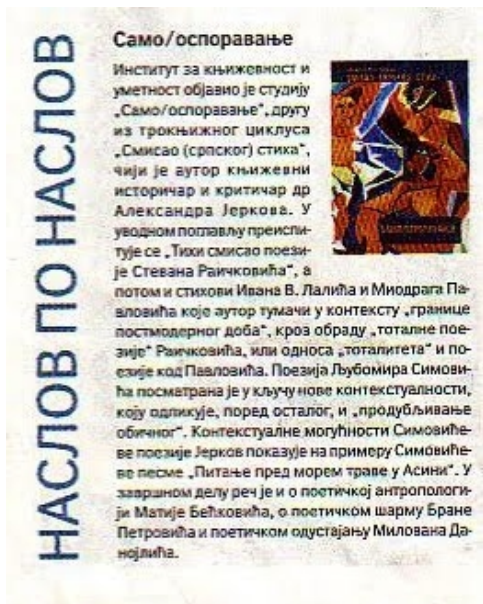 НАСЛОВ ПО НАСЛОВ
Само/оспоравање
Институт за књижевност и
уметност објавио је студију
„Само/оспоравање“, другу
из трокњижног циклуса
„Смисао (српског) стиха“,
чији је аутор књижевни
историчар и критичар др
Александра Јеркова. У
уводном поглављу преиспи-
тује се „Тихи смисао поези-
је Стевана Раичковића“, а
потом и стихови Ивана В. Лалића и Миодрага Па-
вловића које аутор тумачи у контексту „границе
постмодерног доба“, кроз обраду „тоталне пое-
зије“ Раичковића, или односа „тоталитета“ и по-
езије код Павловића. Поезија Љубомира Симови-
ћа посматрана је у кључу нове контекстуалности,
коју одликује, поред осталог, и „продубљивање
обичног“. Контекстуалне могућности Симовиће-
ве поезије Јерков показује на примеру Симовиће-
ве песме „Питање пред морем траве у Асини“. У
завршном делу реч је и о поетичкој антропологи-
ји Матије Бећковића, о поетичком шарму Бране
Петровића и поетичком одустајању Милована Да-
нојлића.